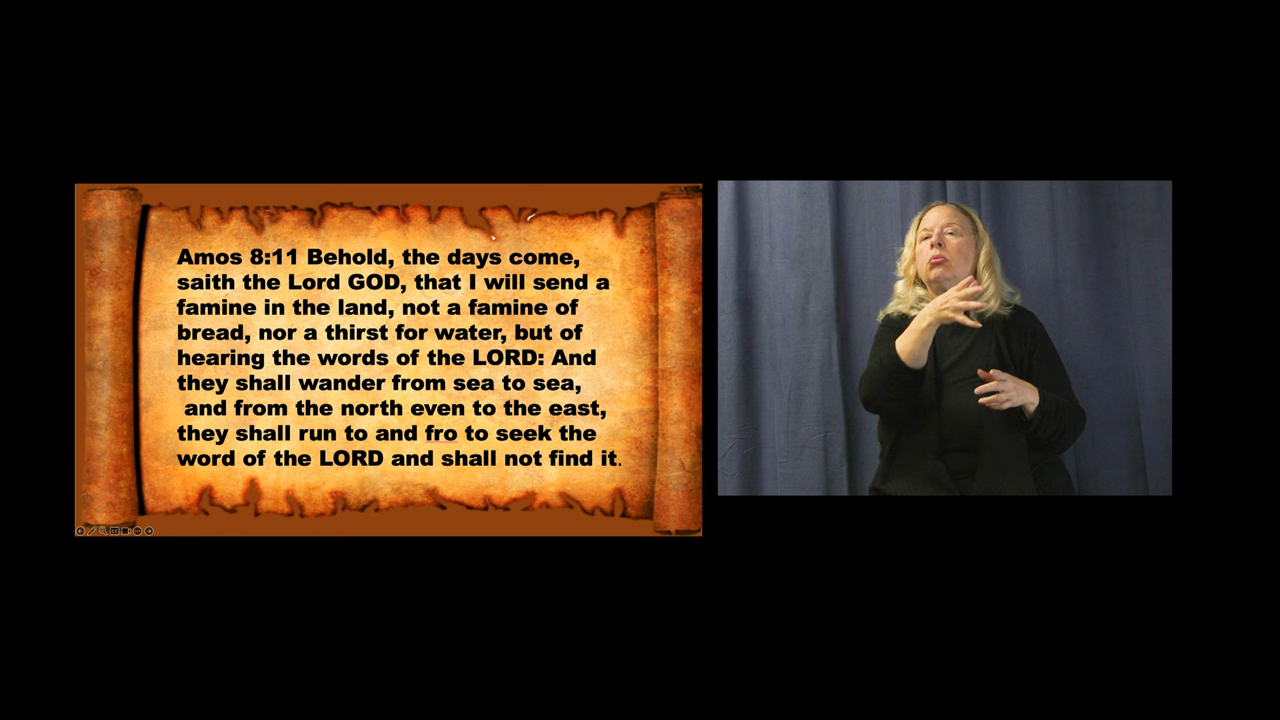 Amos 8:11 Behold, the days come,
saith the Lord GOD, that I will send a
famine in the land, not a famine of
bread, nor a thirst for water, but of
hearing the words of the LORD: And
they shall wander from sea to sea,
and from the north even to the east,
they shall run to and fro to seek the
word of the LORD and shall not find it.